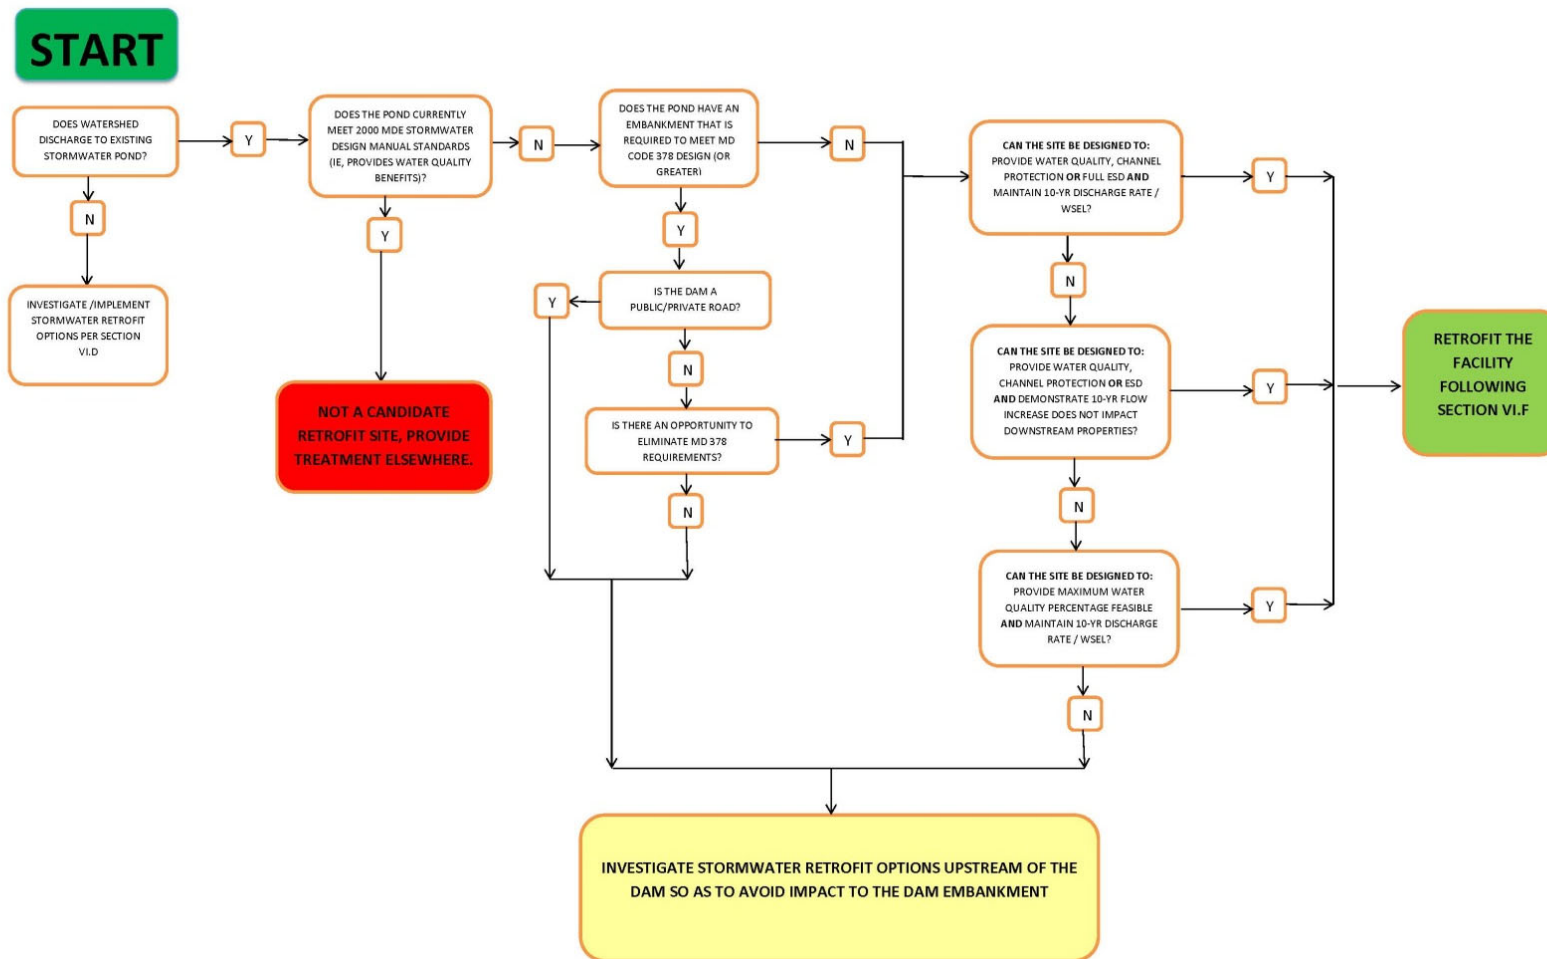 START
DOES WATERSHED
DISCHARGE TO EXISTING
STORMWATER POND?
Y
N
INVESTIGATE /IMPLEMENT
STORMWATER RETROFIT
OPTIONS PER SECTION
VI.D
DOES THE POND CURRENTLY
MEET 2000 MDE STORMWATER
DESIGN MANUAL STANDARDS
(IE, PROVIDES WATER QUALITY
BENEFITS)?
N
Y
NOT A CANDIDATE
RETROFIT SITE, PROVIDE
TREATMENT ELSEWHERE.
DOES THE POND HAVE AN
EMBANKMENT THAT IS
REQUIRED TO MEET MD
CODE 378 DESIGN (OR
GREATER)
N
Y
IS THE DAM A
PUBLIC/PRIVATE ROAD?
Y
N
IS THERE AN OPPORTUNITY TO
ELIMINATE MD 378
REQUIREMENTS?
Y
N
CAN THE SITE BE DESIGNED TO:
PROVIDE WATER QUALITY, CHANNEL
PROTECTION OR FULL ESD AND
MAINTAIN 10-YR DISCHARGE RATE /
WSEL?
Y
N
CAN THE SITE BE DESIGNED TO:
PROVIDE WATER QUALITY,
CHANNEL PROTECTION OR ESD
AND DEMONSTRATE 10-YR FLOW
INCREASE DOES NOT IMPACT
DOWNSTREAM PROPERTIES?
Y
N
CAN THE SITE BE DESIGNED TO:
PROVIDE MAXIMUM WATER
QUALITY PERCENTAGE FEASIBLE
AND MAINTAIN 10-YR DISCHARGE
RATE / WSEL?
Y
N
RETROFIT THE
FACILITY
FOLLOWING
SECTION VI.F
INVESTIGATE STORMWATER RETROFIT OPTIONS UPSTREAM OF THE
DAM SO AS TO AVOID IMPACT TO THE DAM EMBANKMENT